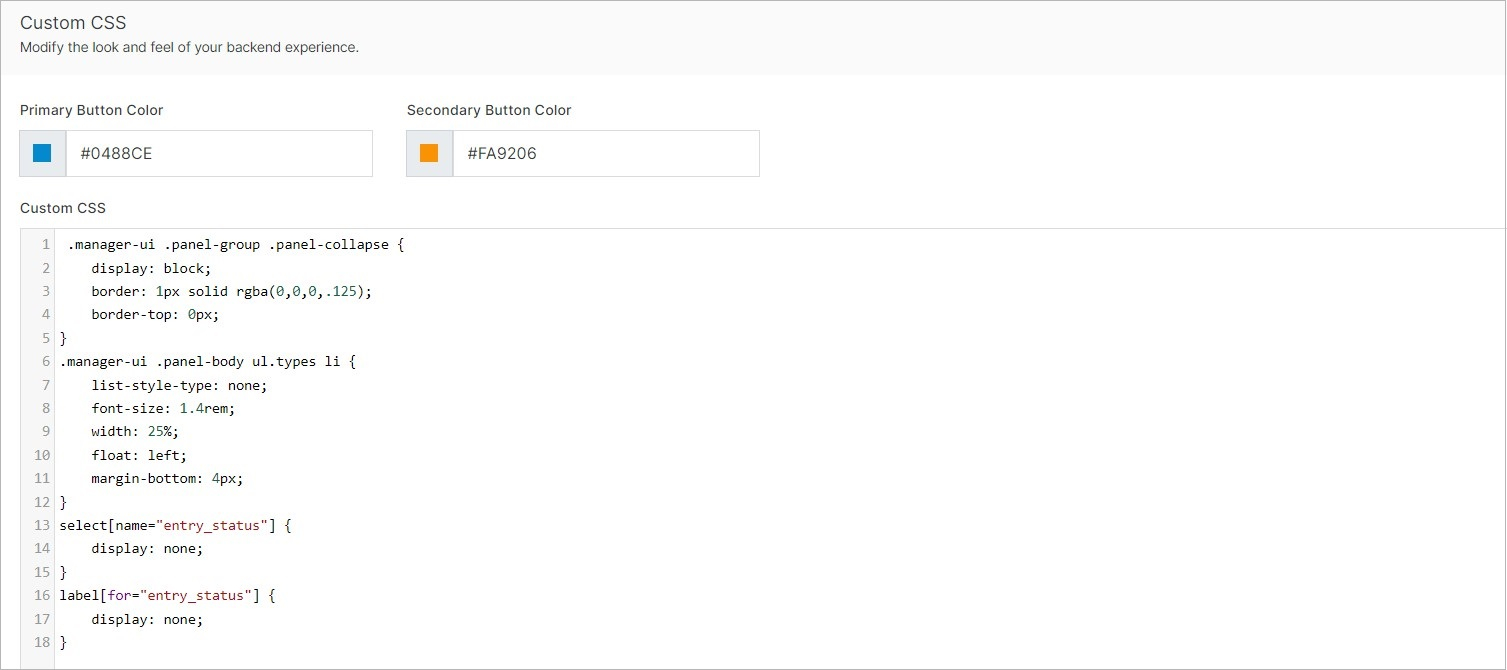 Custom CSS
Modify the look and feel of your backend experience.
Primary Button Color
Secondary Button Color
#0488CE
#FA9206
Custom CSS
1 .manager-ui .panel-group .panel-collapse {
2 display: block;
3 border: 1px solid rgba(0,0,0,.125);
4 border-top: 0px;
5 }
6 .manager-ui .panel-body ul.types li {
7 list-style-type: none;
8 font-size: 1.4rem;
9 width: 25%;
10 float: left;
11 margin-bottom: 4px;
12 }
13 select[name="entry_status"] {
14 display: none;
15 }
16 label[for="entry_status"] {
17 display: none;
18 }